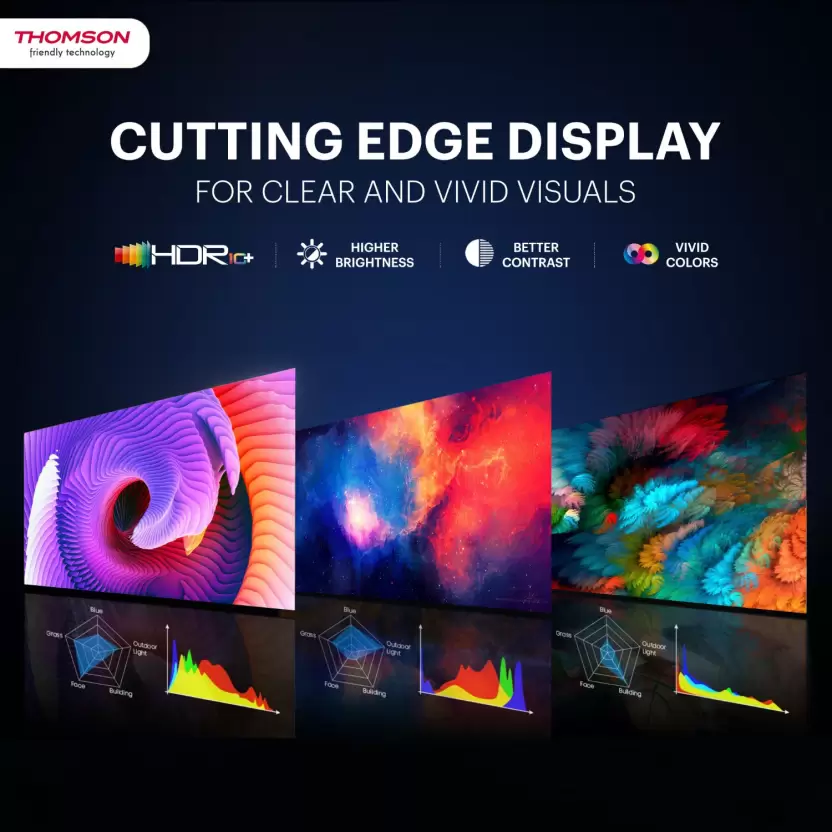 THOMSON
friendly technology
CUTTING EDGE DISPLAY
FOR CLEAR AND VIVID VISUALS
HDR10+
HIGHER
BRIGHTNESS
BETTER
CONTRAST
VIVID
COLORS
Blue
Grass
Outdoor
Light
Face
Building
Blue
Grass
Outdoor
Light
Face
Building
Blue
Grass
Outdoor
Light
Face
Building